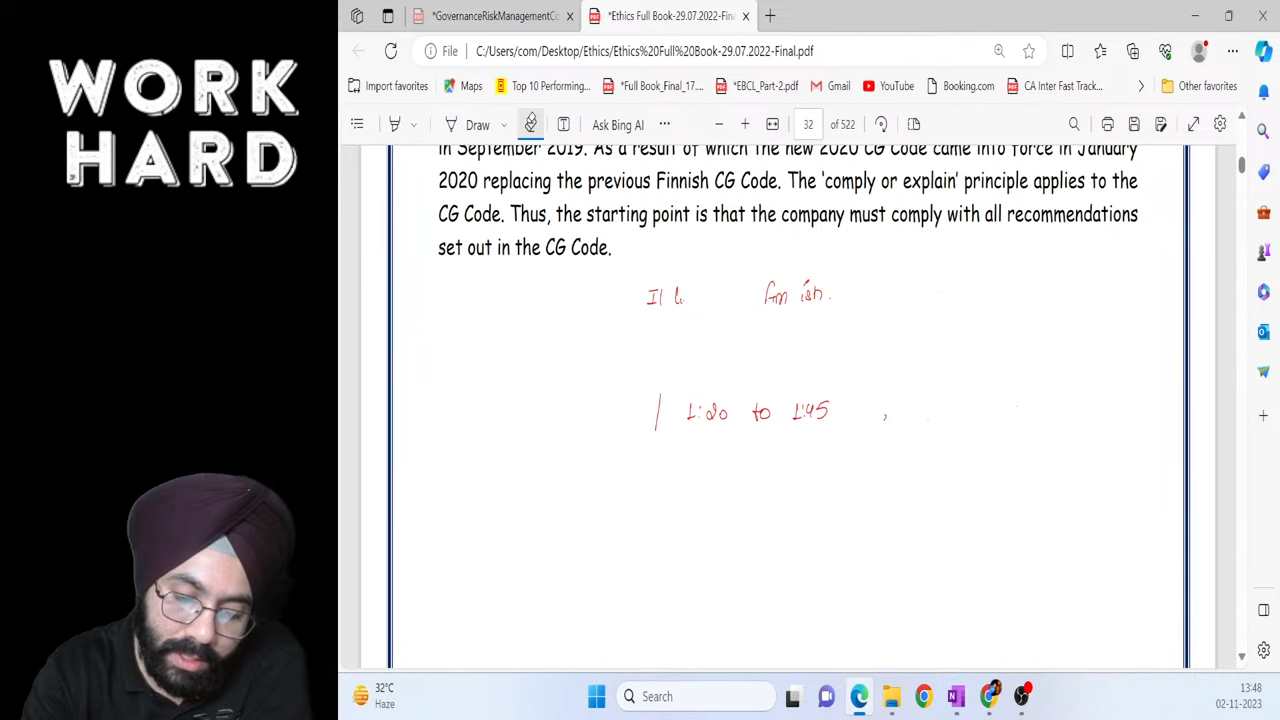 WORK
HARD
*GovernanceRiskManagementCo
*Ethics Full Book-29.07.2022-Fina
File
C:/Users/com/Desktop/Ethics/Ethics%20Full%20Book-29.07.2022-Final.pdf
Import favorites
Maps
Top 10 Performing...
*Full Book_Final_17....
*EBCL_Part-2.pdf
Gmail
YouTube
Booking.com
CA Inter Fast Track...
Other favorites
Draw
Ask Bing AI
32
of 522
in September 2019. As a result of which the new 2020 CG Code came into force in January
2020 replacing the previous Finnish CG Code. The ‘comply or explain’ principle applies to the
CG Code. Thus, the starting point is that the company must comply with all recommendations
set out in the CG Code.
1:20 to 1:45
32°C
Haze
Search
13:48
02-11-2023